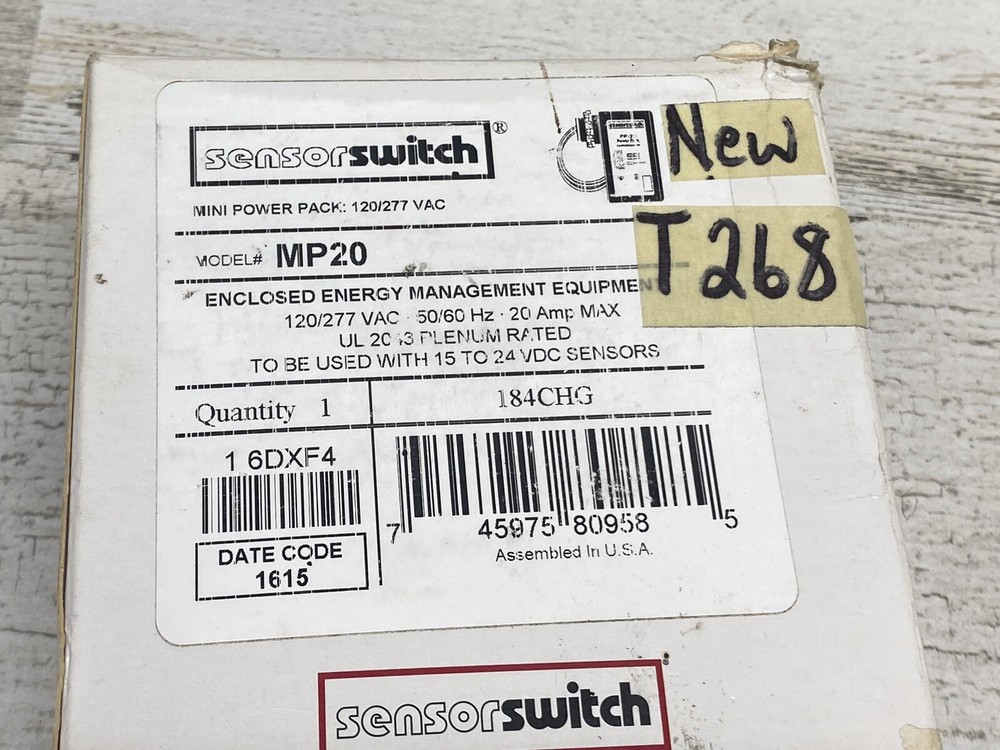 sensorswitch®
New
MINI POWER PACK: 120/277 VAC
MODEL# MP20
T268
ENCLOSED ENERGY MANAGEMENT EQUIPMEN
120/277 VAC · 50/60 Hz · 20 Amp MAX
UL 2043 PLENUM RATED
TO BE USED WITH 15 TO 24 VDC SENSORS
Quantity 1
184CHG
1 6DXF4
DATE CODE
1615
7 45975 80958 5
Assembled In U.S.A.
sensorswitch